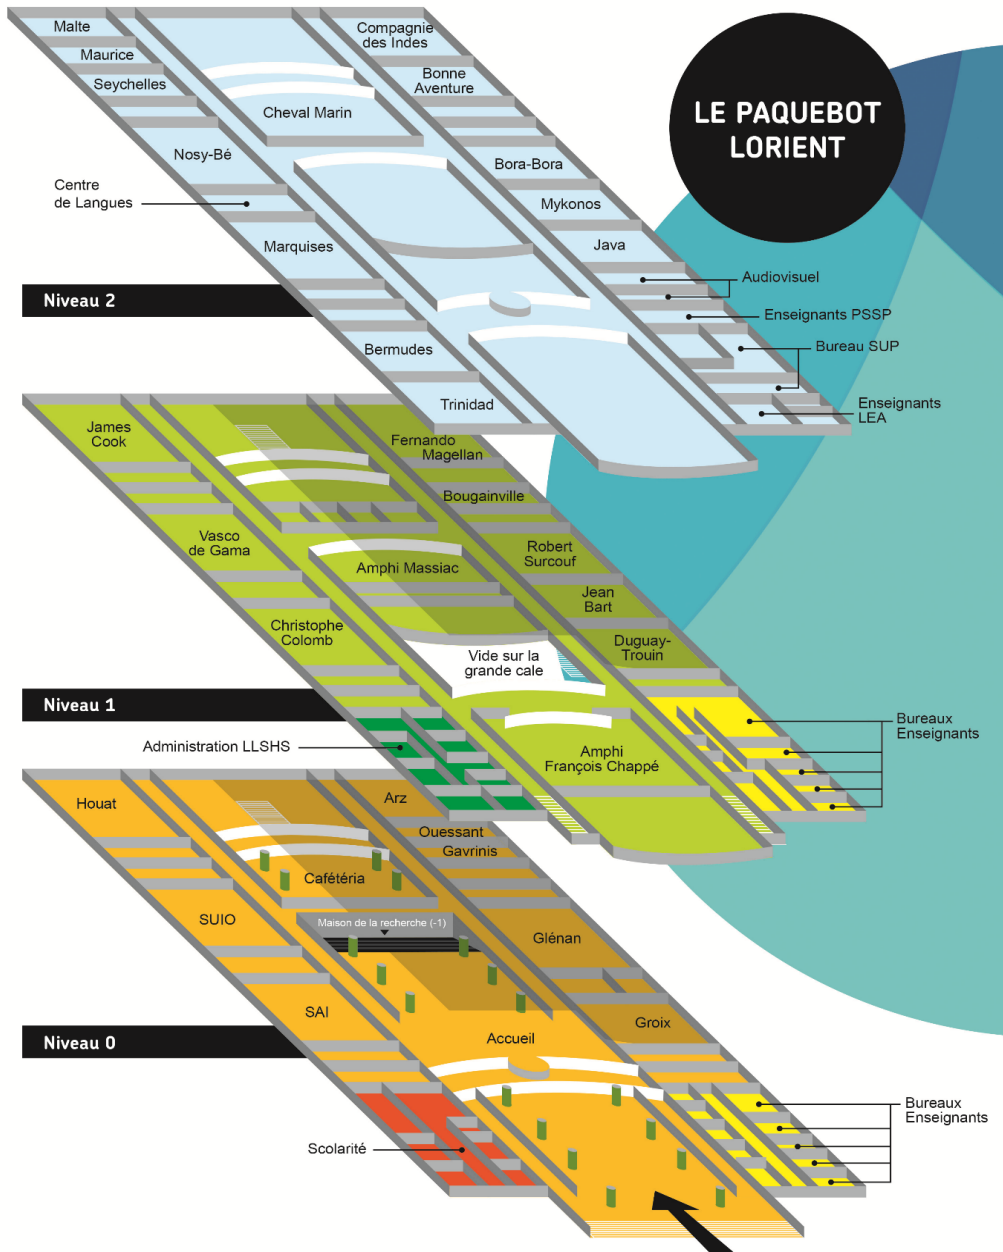 LE PAQUEBOT
LORIENT
Malte
Maurice
Seychelles
Nosy-Bé
Centre
de Langues
Marquises
Bermudes
Trinidad
Cheval Marin
Compagnie
des Indes
Bonne
Aventure
Bora-Bora
Mykonos
Java
Audiovisuel
Enseignants PSSP
Bureau SUP
Enseignants
LEA
Niveau 2
James
Cook
Vasco
de Gama
Christophe
Colomb
Fernando
Magellan
Bougainville
Robert
Surcouf
Jean
Bart
Duguay-
Trouin
Amphi Massiac
Vide sur la
grande cale
Amphi
François Chappé
Bureaux
Enseignants
Niveau 1
Administration LLSHS
Houat
SUIO
SAI
Arz
Ouessant
Gavrinis
Cafétéria
Maison de la recherche (-1)
Glénan
Groix
Accueil
Niveau 0
Bureaux
Enseignants
Scolarité